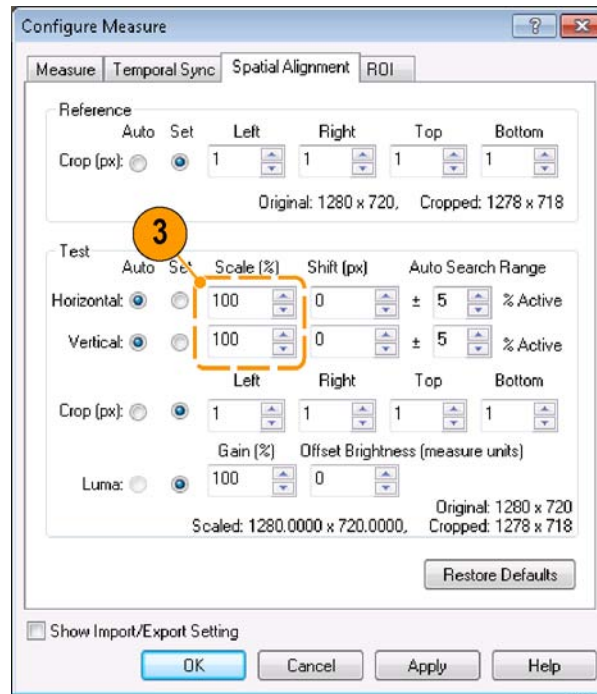 Configure Measure
Measure Temporal Sync Spatial Alignment ROI
Reference
Auto Set Left Right Top Bottom
Crop (px): 1 1 1 1
Original: 1280 x 720, Cropped: 1278 x 718
3
Test
Auto Set Scale (%) Shift (px) Auto Search Range
Horizontal: 100 0 ± 5 % Active
Vertical: 100 0 ± 5 % Active
Left Right Top Bottom
Crop (px): 1 1 1 1
Gain (%) Offset Brightness (measure units)
Luma: 100 0
Original: 1280 x 720
Scaled: 1280.0000 x 720.0000, Cropped: 1278 x 718
Restore Defaults
Show Import/Export Setting
OK Cancel Apply Help